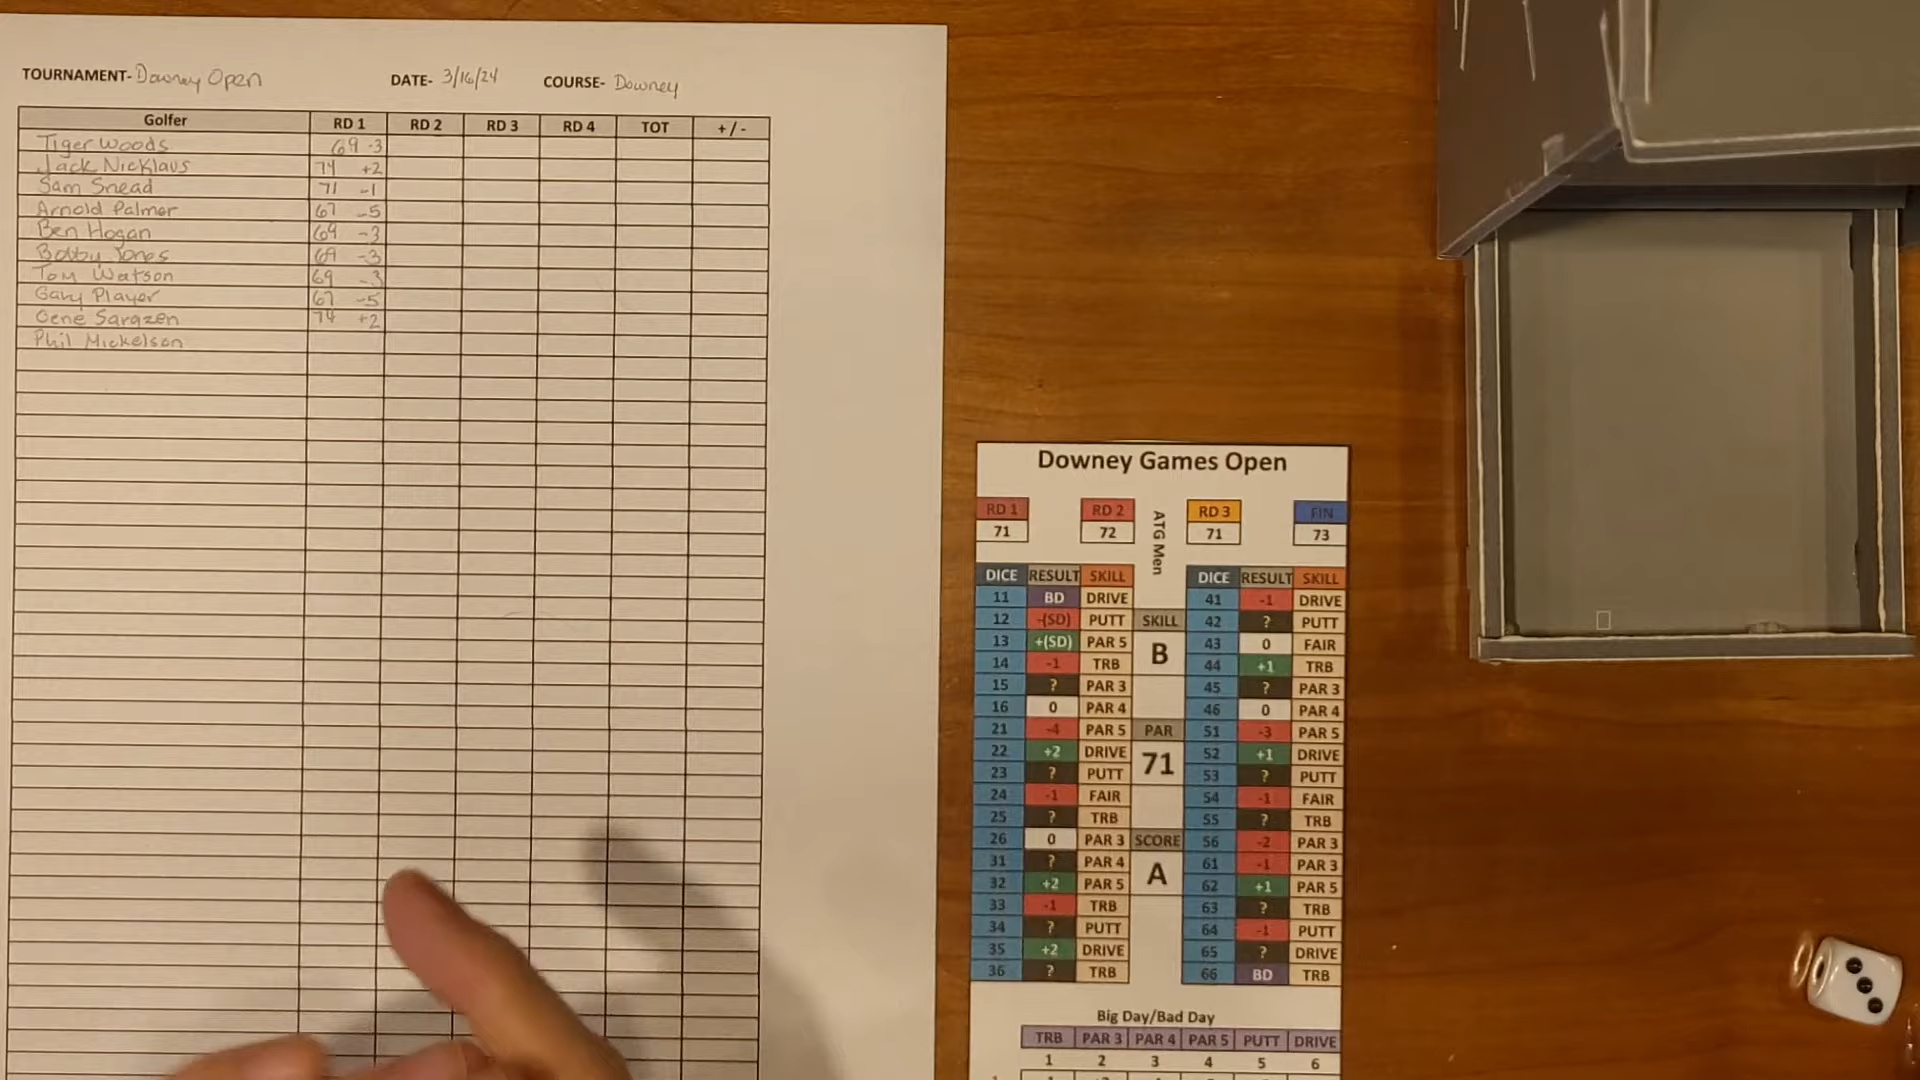 TOURNAMENT- Downey Open DATE- 3/16/24 COURSE- Downey
Golfer RD 1 RD 2 RD 3 RD 4 TOT +/-
Tiger Woods 69 -3
Jack Nicklaus 74 +2
Sam Snead 71 -1
Arnold Palmer 67 -5
Ben Hogan 69 -3
Bobby Jones 69 -3
Tom Watson 69 -3
Gary Player 67 -5
Gene Sarazen 74 +2
Phil Mickelson
Downey Games Open
RD 1 RD 2 RD 3 FIN
71 72 71 73
ATG Men
DICE RESULT SKILL DICE RESULT SKILL
11 BD DRIVE 41 -1 DRIVE
12 -(SD) PUTT SKILL 42 ? PUTT
13 +(SD) PAR 5 B 43 0 FAIR
14 -1 TRB 44 +1 TRB
15 ? PAR 3 45 ? PAR 3
16 0 PAR 4 46 0 PAR 4
21 -4 PAR 5 PAR 51 -3 PAR 5
22 +2 DRIVE 71 52 +1 DRIVE
23 ? PUTT 53 ? PUTT
24 -1 FAIR 54 -1 FAIR
25 ? TRB 55 ? TRB
26 0 PAR 3 SCORE 56 -2 PAR 3
31 ? PAR 4 A 61 -1 PAR 3
32 +2 PAR 5 62 +1 PAR 5
33 -1 TRB 63 ? TRB
34 ? PUTT 64 -1 PUTT
35 +2 DRIVE 65 ? DRIVE
36 ? TRB 66 BD TRB
Big Day/Bad Day
TRB PAR 3 PAR 4 PAR 5 PUTT DRIVE
1 2 3 4 5 6